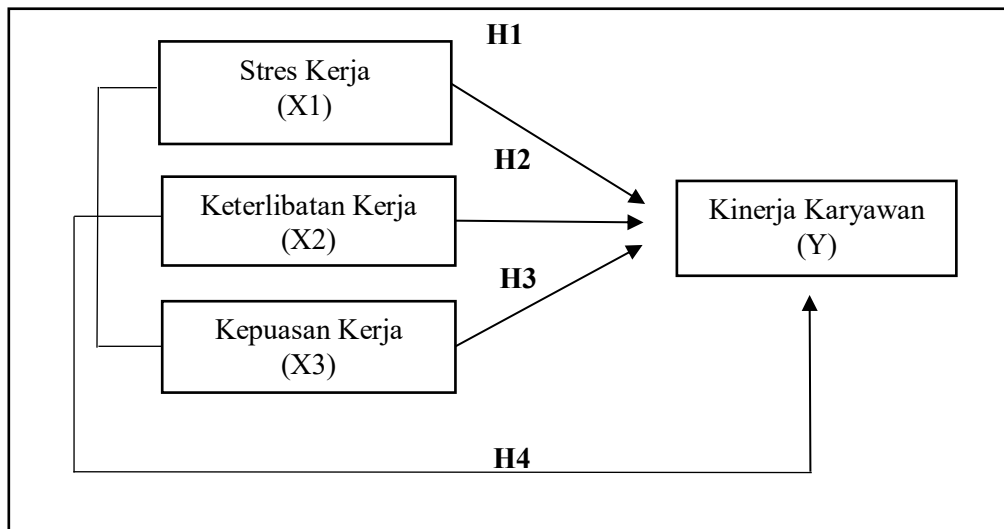 H1
Stres Kerja
(X1)
H2
Keterlibatan Kerja
(X2)
Kinerja Karyawan
(Y)
H3
Kepuasan Kerja
(X3)
H4